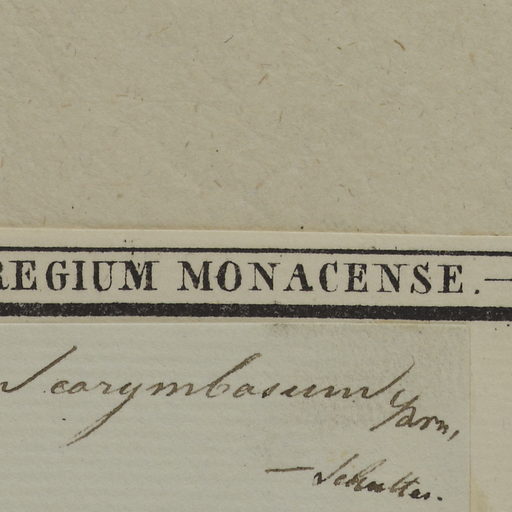 REGIUM MONACENSE.—
corymbosum
— Schultes.